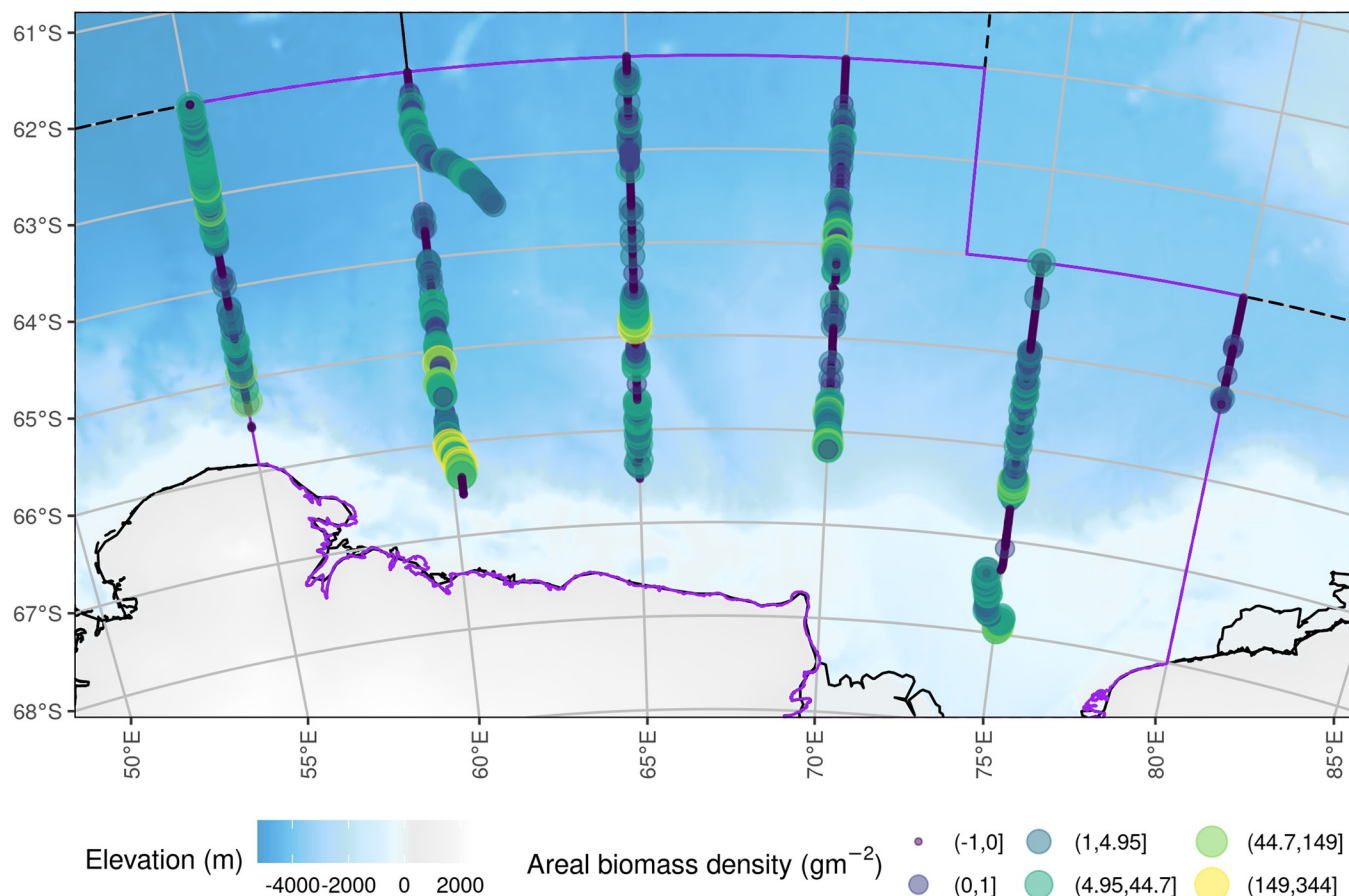 61°S
62°S
63°S
64°S
65°S
66°S
67°S
68°S
50°E
55°E
60°E
65°E
70°E
75°E
80°E
85°E
Elevation (m)
-4000 -2000 0 2000
Areal biomass density (gm⁻²)
(-1,0] (1,4.95] (44.7,149]
(0,1] (4.95,44.7] (149,344]